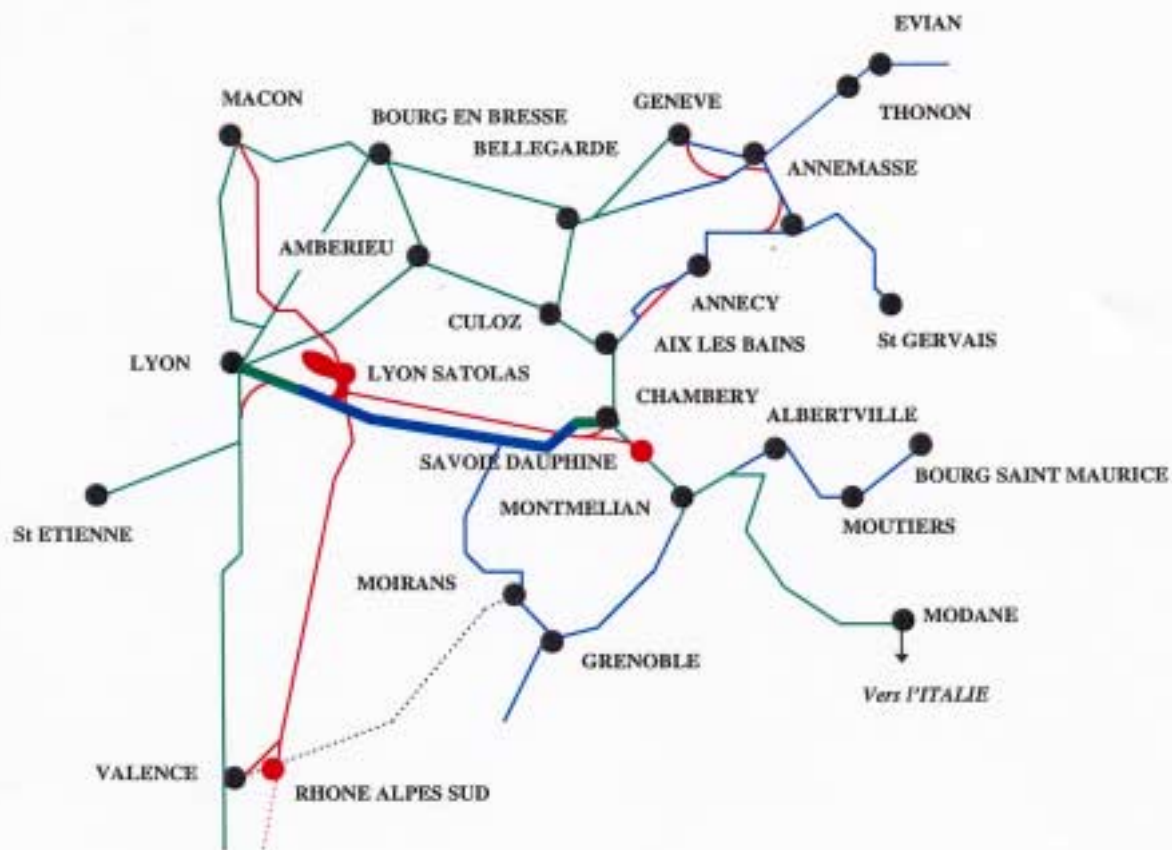 EVIAN
MACON
GENEVE
BOURG EN BRESSE
THONON
BELLEGARDE
ANNEMASSE
AMBERIEU
ANNECY
CULOZ
St GERVAIS
AIX LES BAINS
LYON
LYON SATOLAS
CHAMBERY
ALBERTVILLE
SAVOIE DAUPHINE
BOURG SAINT MAURICE
MONTMELIAN
MOUTIERS
St ETIENNE
MOIRANS
MODANE
GRENOBLE
Vers l'ITALIE
VALENCE
RHONE ALPES SUD